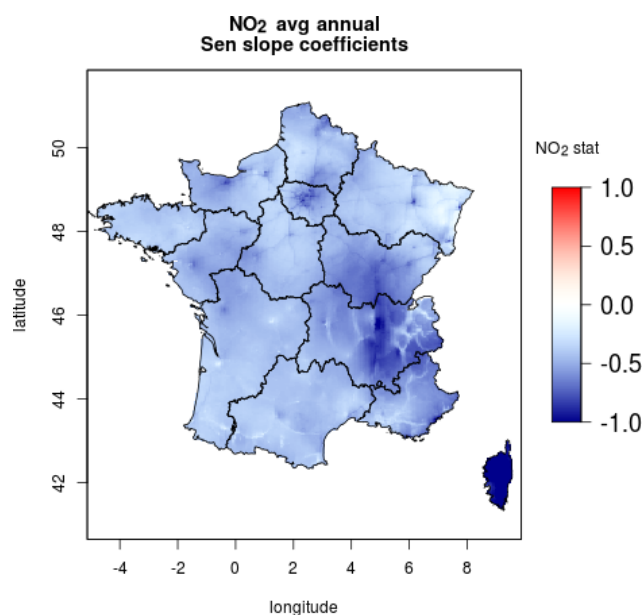 NO2 avg annual
Sen slope coefficients
NO2 stat
1.0
0.5
0.0
-0.5
-1.0
latitude
50
48
46
44
42
-4 -2 0 2 4 6 8
longitude